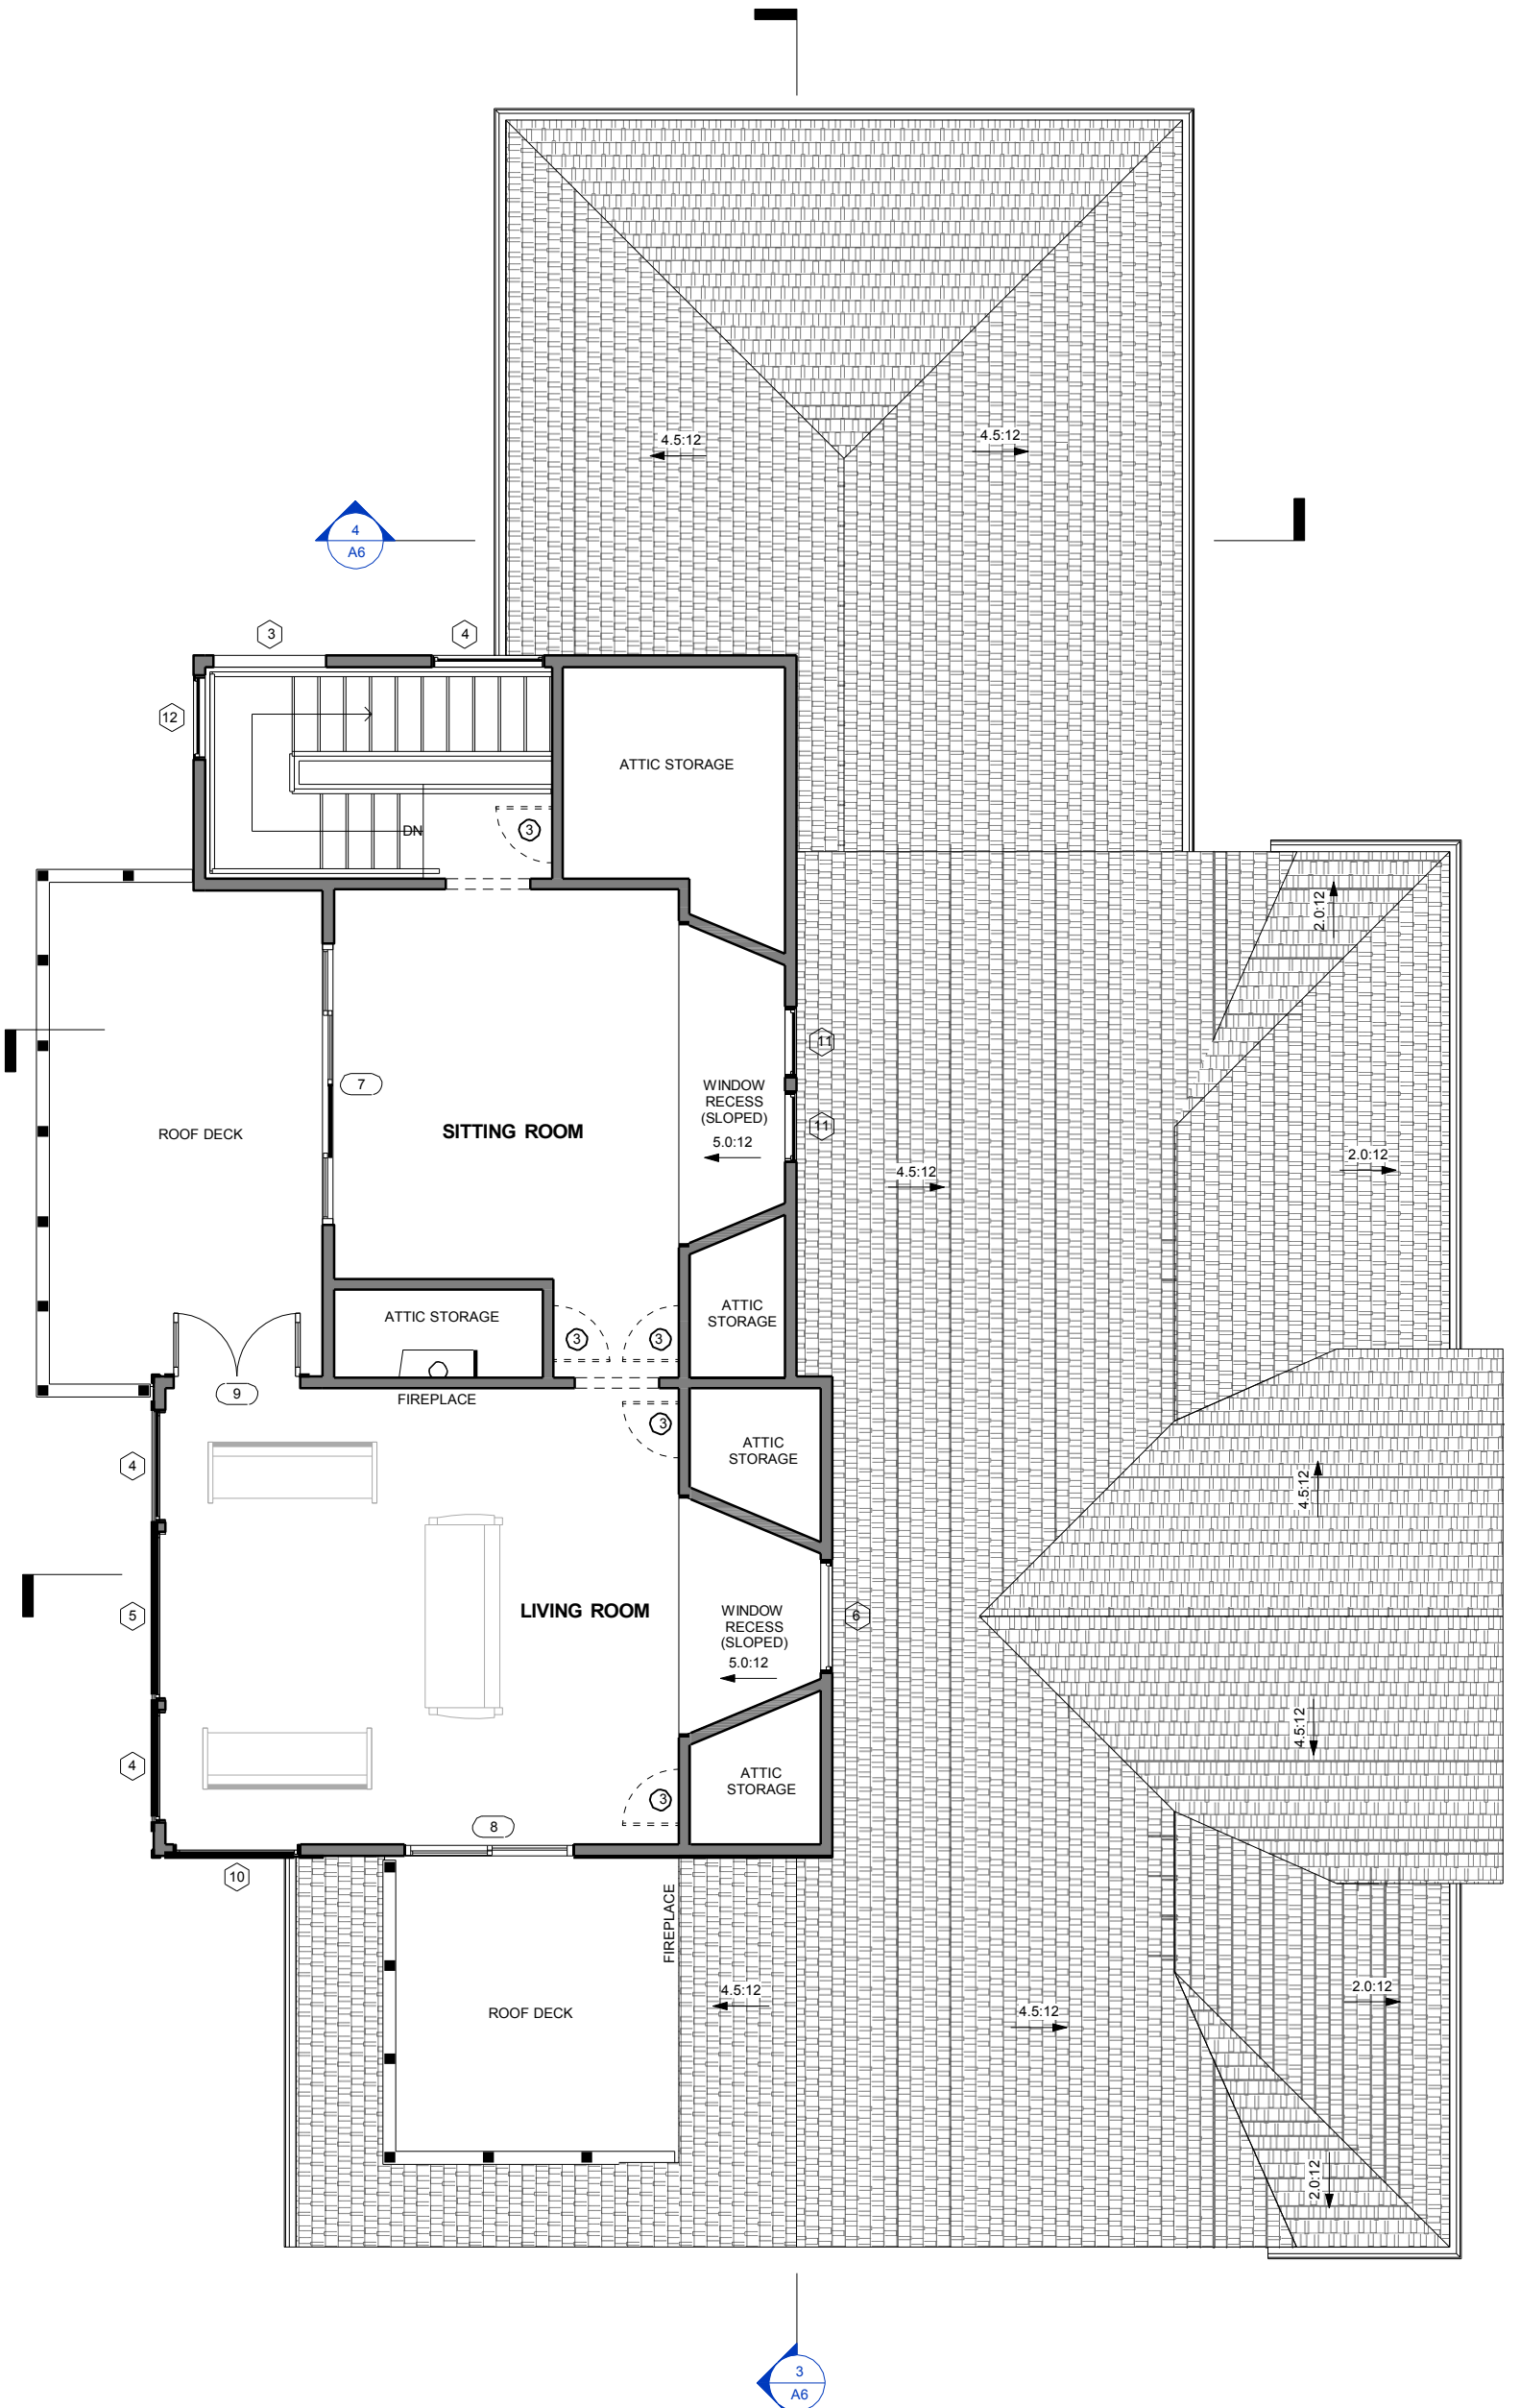 4.5:12
4.5:12
4
A6
3
4
12
ATTIC STORAGE
3
DN
2.0:12
11
7
WINDOW
RECESS
(SLOPED)
5.0:12
11
ROOF DECK
SITTING ROOM
2.0:12
4.5:12
ATTIC
STORAGE
ATTIC STORAGE
3
3
9
FIREPLACE
3
ATTIC
STORAGE
4
4.5:12
5
LIVING ROOM
WINDOW
RECESS
(SLOPED)
5.0:12
6
4.5:12
4
ATTIC
STORAGE
3
8
10
FIREPLACE
4.5:12
ROOF DECK
4.5:12
2.0:12
2.0:12
3
A6